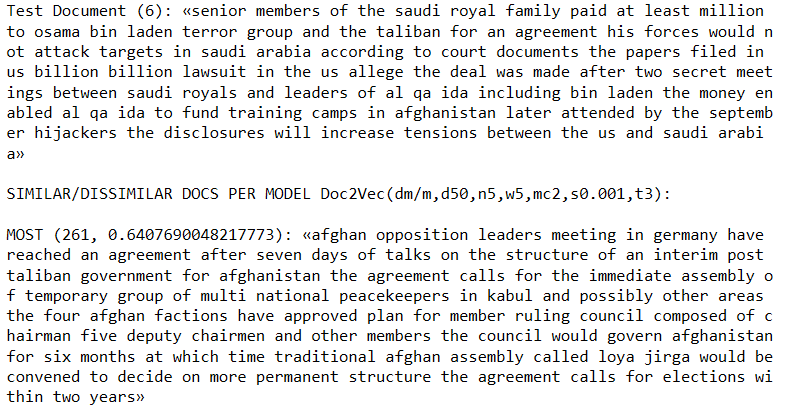 Test Document (6): «senior members of the saudi royal family paid at least million
to osama bin laden terror group and the taliban for an agreement his forces would n
ot attack targets in saudi arabia according to court documents the papers filed in
us billion billion lawsuit in the us allege the deal was made after two secret meet
ings between saudi royals and leaders of al qa ida including bin laden the money en
abled al qa ida to fund training camps in afghanistan later attended by the septemb
er hijackers the disclosures will increase tensions between the us and saudi arabi
a»
SIMILAR/DISSIMILAR DOCS PER MODEL Doc2Vec(dm/m,d50,n5,w5,mc2,s0.001,t3):
MOST (261, 0.6407690048217773): «afghan opposition leaders meeting in germany have
reached an agreement after seven days of talks on the structure of an interim post
taliban government for afghanistan the agreement calls for the immediate assembly o
f temporary group of multi national peacekeepers in kabul and possibly other areas
the four afghan factions have approved plan for member ruling council composed of c
hairman five deputy chairmen and other members the council would govern afghanistan
for six months at which time traditional afghan assembly called loya jirga would be
convened to decide on more permanent structure the agreement calls for elections wi
thin two years»